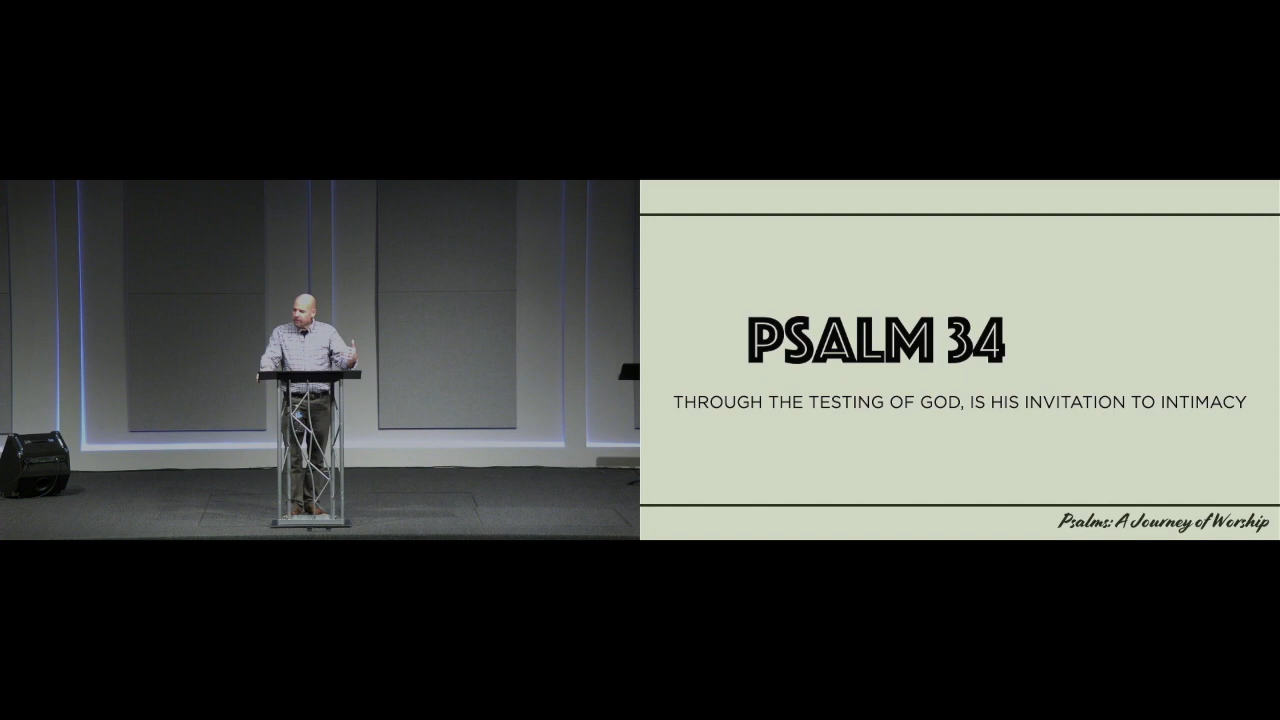 PSALM 34
THROUGH THE TESTING OF GOD, IS HIS INVITATION TO INTIMACY
Psalms: A Journey of Worship